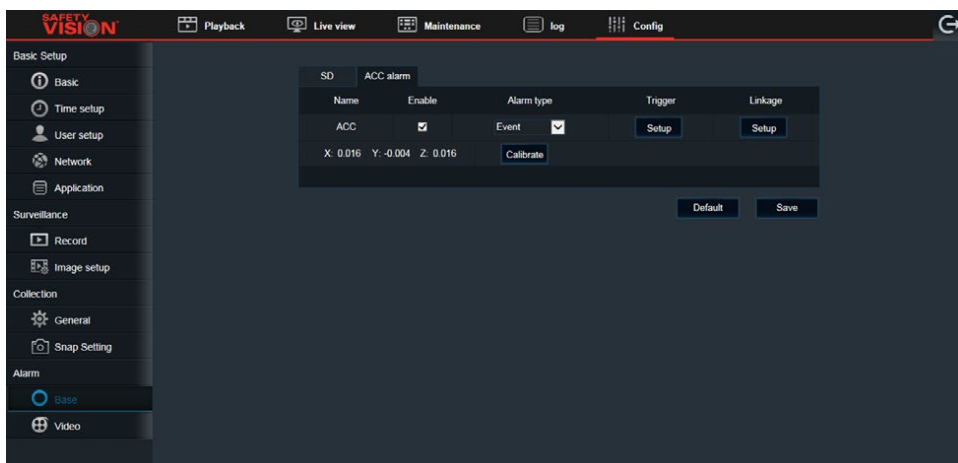 SAFETY VISION
Playback Live view Maintenance log Config
Basic Setup
Basic
Time setup
User setup
Network
Application
Surveillance
Record
Image setup
Collection
General
Snap Setting
Alarm
Base
Video
SD ACC alarm
Name Enable Alarm type Trigger Linkage
ACC Event Setup Setup
X: 0.016 Y: -0.004 Z: 0.016 Calibrate
Default Save